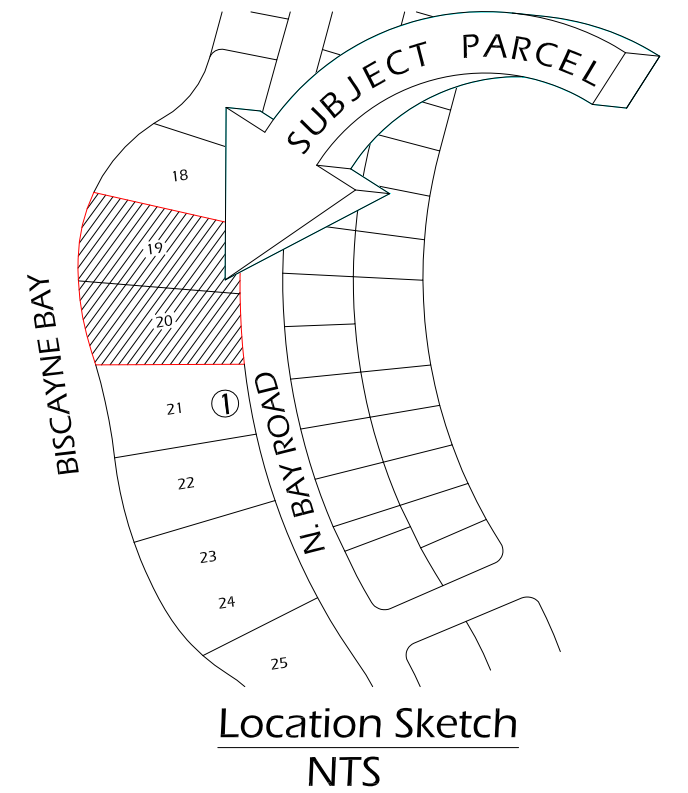 SUBJECT PARCEL
18
19
20
BISCAYNE BAY
21
1
N. BAY ROAD
22
23
24
25
Location Sketch
NTS